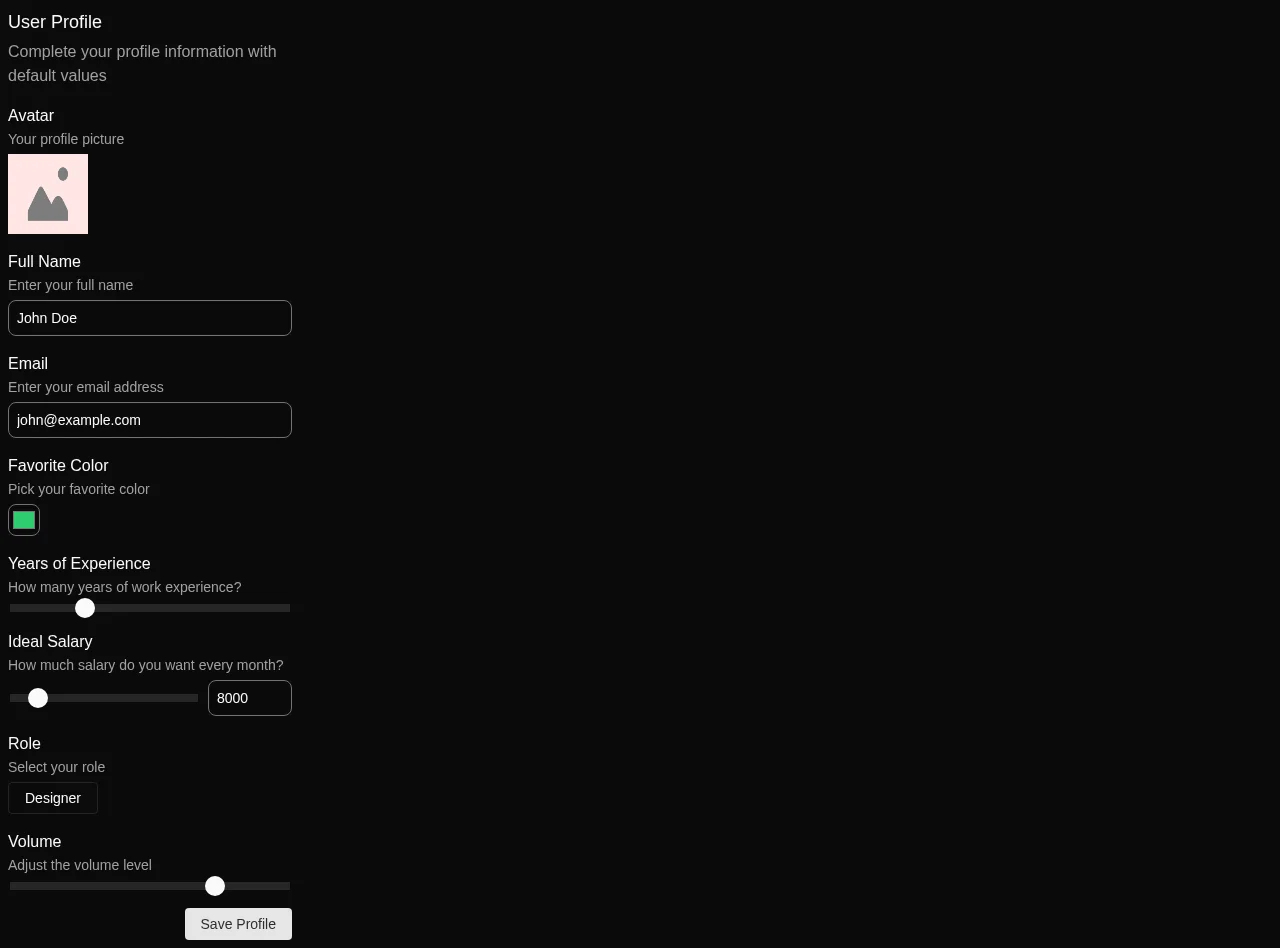 User Profile
Complete your profile information with
default values
Avatar
Your profile picture
Full Name
Enter your full name
John Doe
Email
Enter your email address
john@example.com
Favorite Color
Pick your favorite color
Years of Experience
How many years of work experience?
Ideal Salary
How much salary do you want every month?
8000
Role
Select your role
Designer
Volume
Adjust the volume level
Save Profile